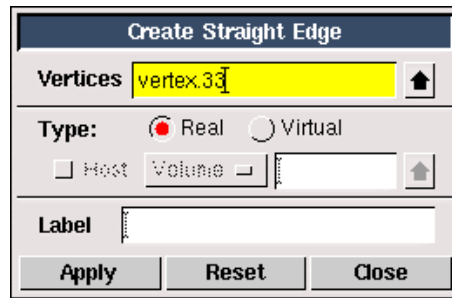 Create Straight Edge
Vertices vertex.33
Type: Real Virtual
Host Volume
Label
Apply Reset Close